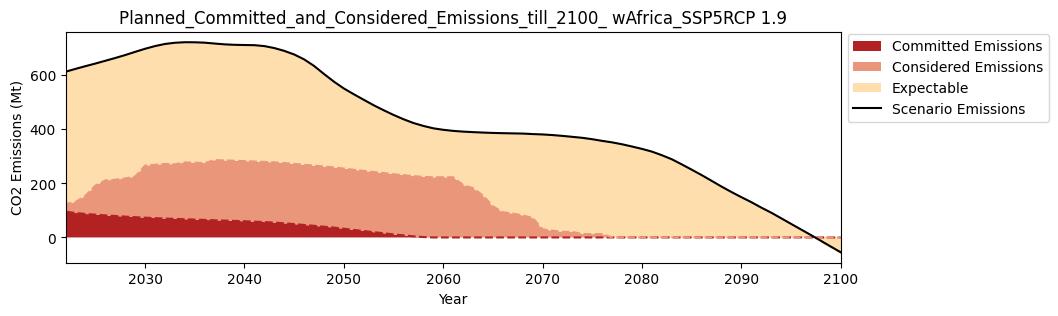 Planned_Committed_and_Considered_Emissions_till_2100_ wAfrica_SSP5RCP 1.9
CO2 Emissions (Mt)
600
400
200
0
2030 2040 2050 2060 2070 2080 2090 2100
Year
Committed Emissions
Considered Emissions
Expectable
Scenario Emissions